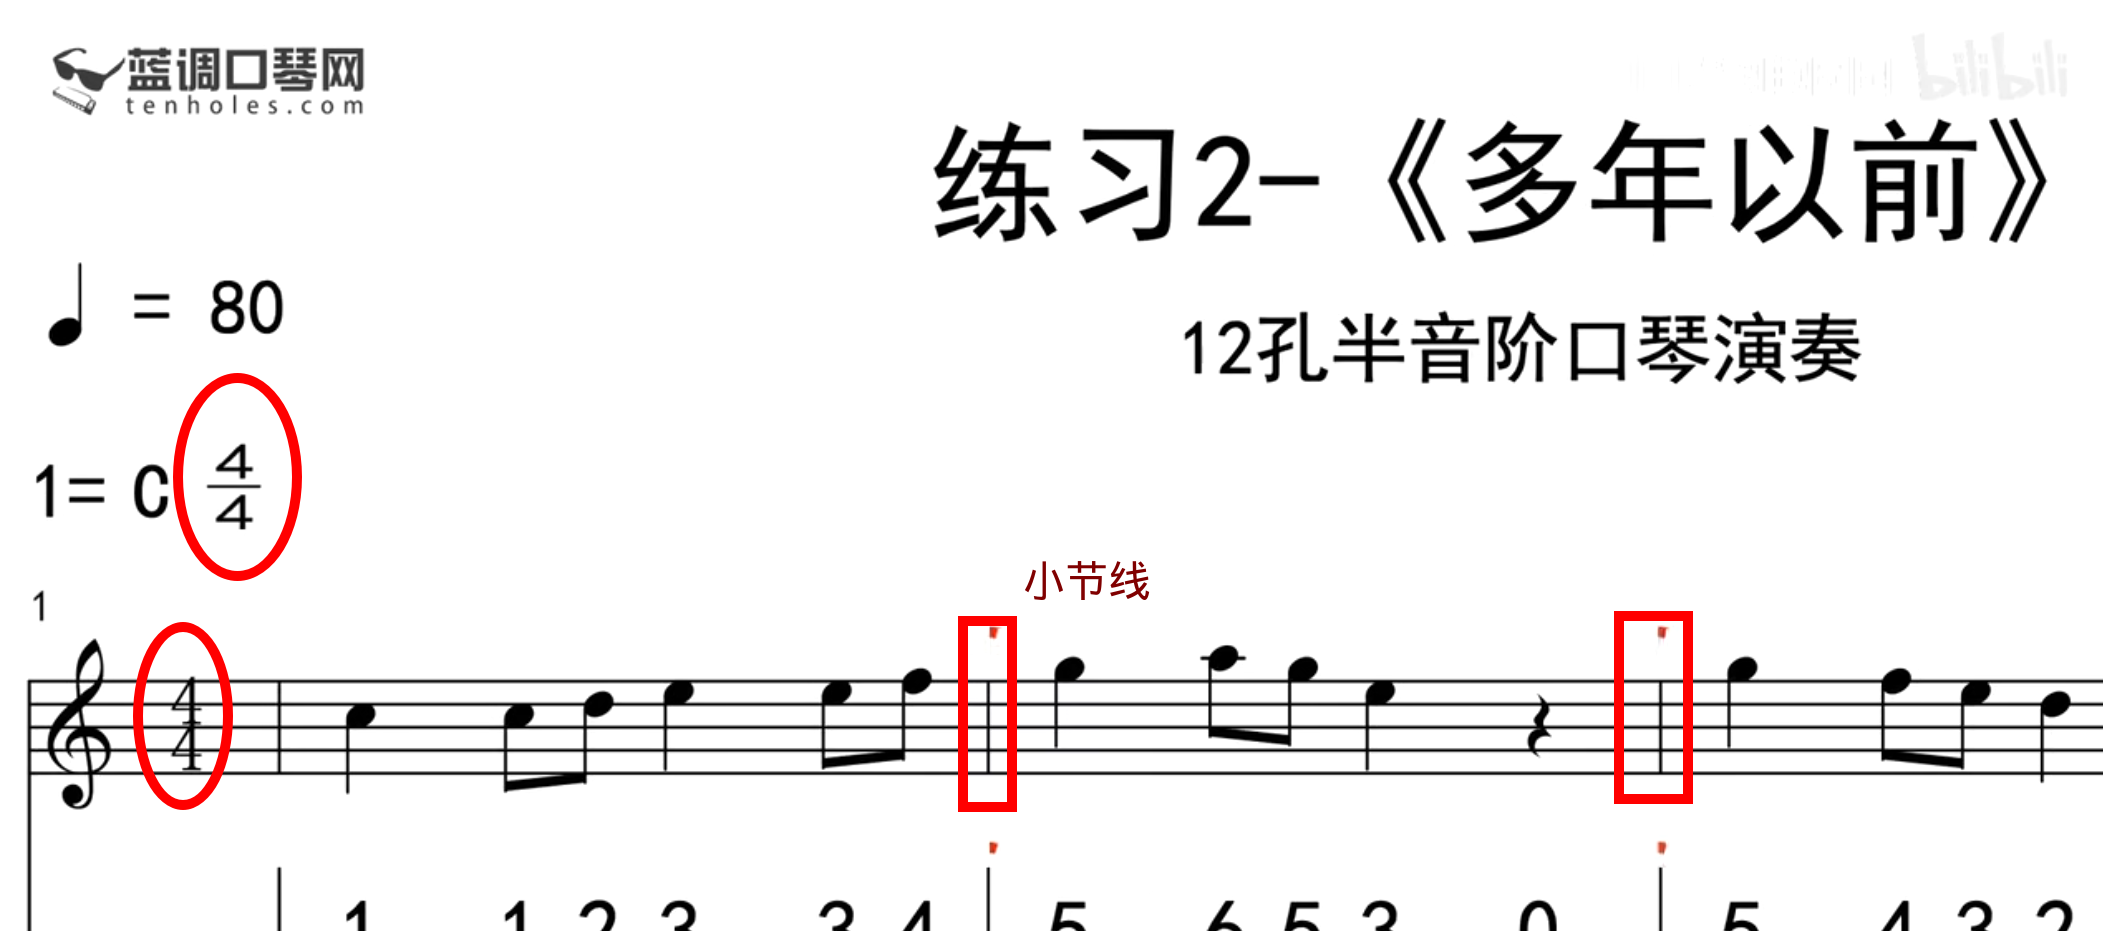 蓝调口琴网
tenholes.com
bilibili
练习2-《多年以前》
♩ = 80
12孔半音阶口琴演奏
1= C 4/4
小节线
1
4
4
1 1 2 3 3 4 5 6 5 3 0 5 4 3 2